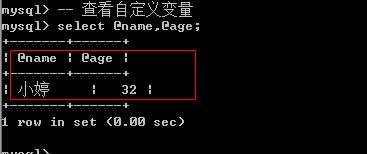 mysql> -- 查看自定义变量
mysql> select @name,@age;
+-------+------+
| @name | @age |
+-------+------+
| 小婷 | 32 |
+-------+------+
1 row in set (0.00 sec)
mysql>